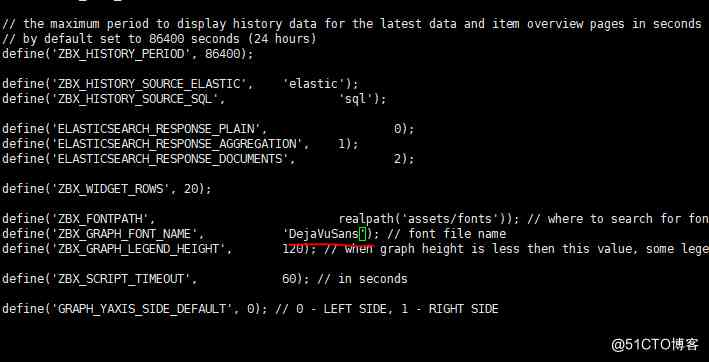 // the maximum period to display history data for the latest data and item overview pages in seconds
// by default set to 86400 seconds (24 hours)
define('ZBX_HISTORY_PERIOD', 86400);
define('ZBX_HISTORY_SOURCE_ELASTIC', 'elastic');
define('ZBX_HISTORY_SOURCE_SQL', 'sql');
define('ELASTICSEARCH_RESPONSE_PLAIN', 0);
define('ELASTICSEARCH_RESPONSE_AGGREGATION', 1);
define('ELASTICSEARCH_RESPONSE_DOCUMENTS', 2);
define('ZBX_WIDGET_ROWS', 20);
define('ZBX_FONTPATH', realpath('assets/fonts')); // where to search for fon
define('ZBX_GRAPH_FONT_NAME', 'DejaVuSans'); // font file name
define('ZBX_GRAPH_LEGEND_HEIGHT', 120); // when graph height is less then this value, some lege
define('ZBX_SCRIPT_TIMEOUT', 60); // in seconds
define('GRAPH_YAXIS_SIDE_DEFAULT', 0); // 0 - LEFT SIDE, 1 - RIGHT SIDE
@51CTO博客